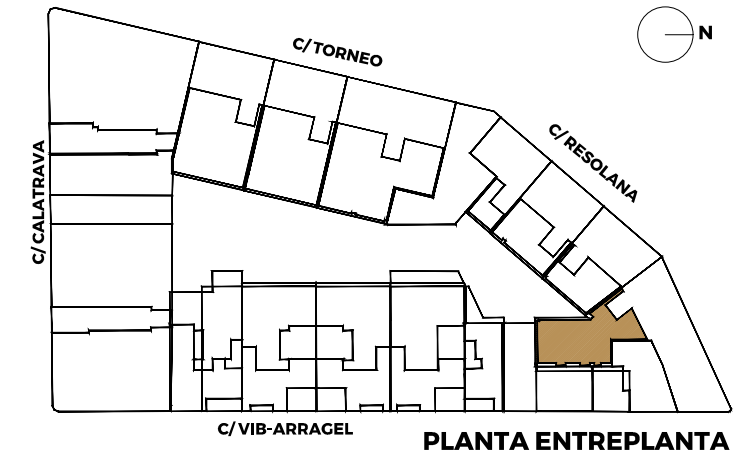 C/ TORNEO
N
C/ RESOLANA
C/ CALATRAVA
C/ VIB-ARRAGEL
PLANTA ENTREPLANTA